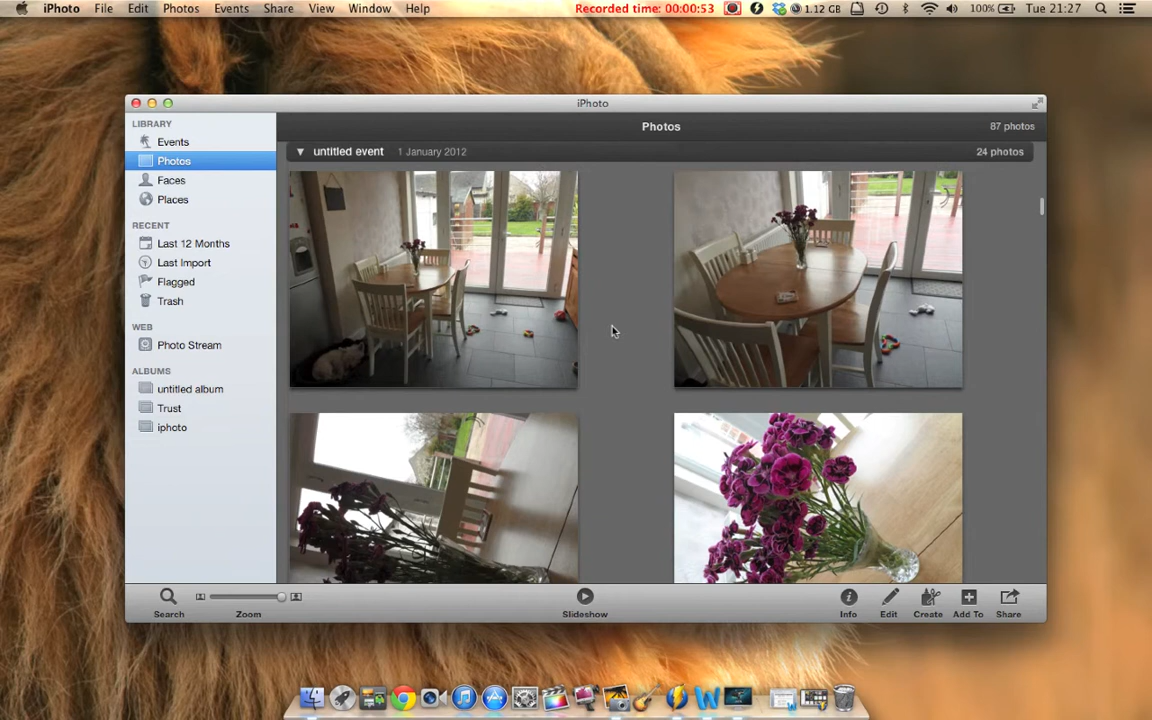 iPhoto File Edit Photos Events Share View Window Help Recorded time: 00:00:53 1.12 GB 100% Tue 21:27
iPhoto
LIBRARY
Events
Photos
Faces
Places
RECENT
Last 12 Months
Last Import
Flagged
Trash
WEB
Photo Stream
ALBUMS
untitled album
Trust
iphoto
Photos 87 photos
untitled event 1 January 2012 24 photos
Search Zoom Slideshow Info Edit Create Add To Share